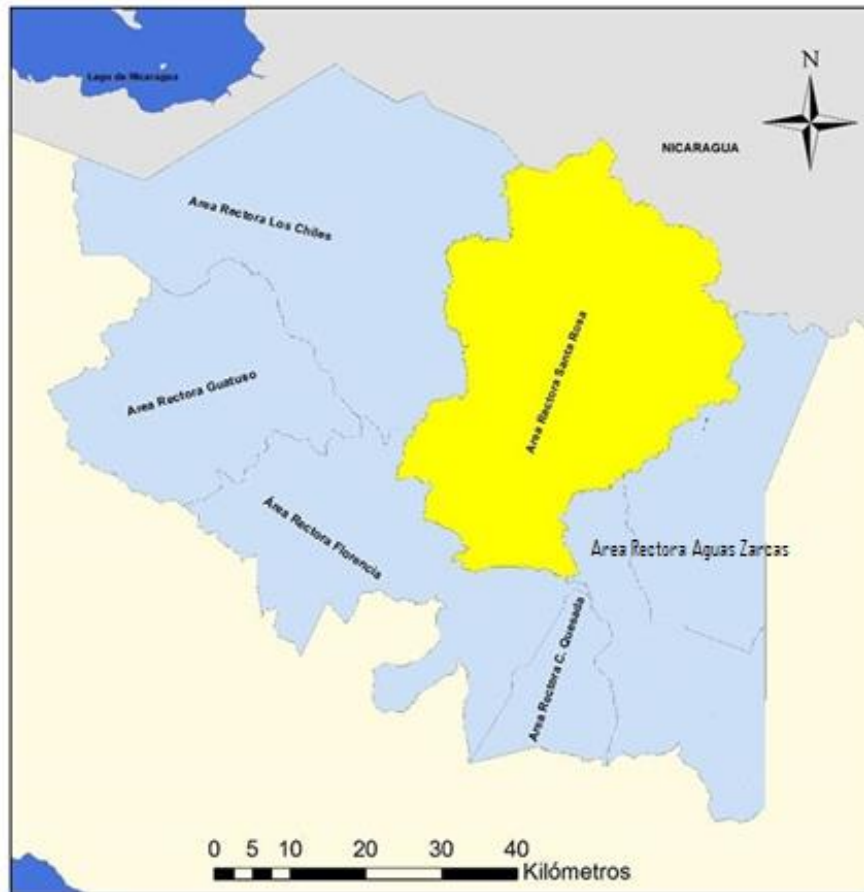 Lago de Nicaragua
N
NICARAGUA
Area Rectora Los Chiles
Area Rectora Santa Rosa
Area Rectora Guatuso
Área Rectora Florencia
Area Rectora Aguas Zarcas
Area Rectora C. Quesada
0 5 10 20 30 40
Kilómetros